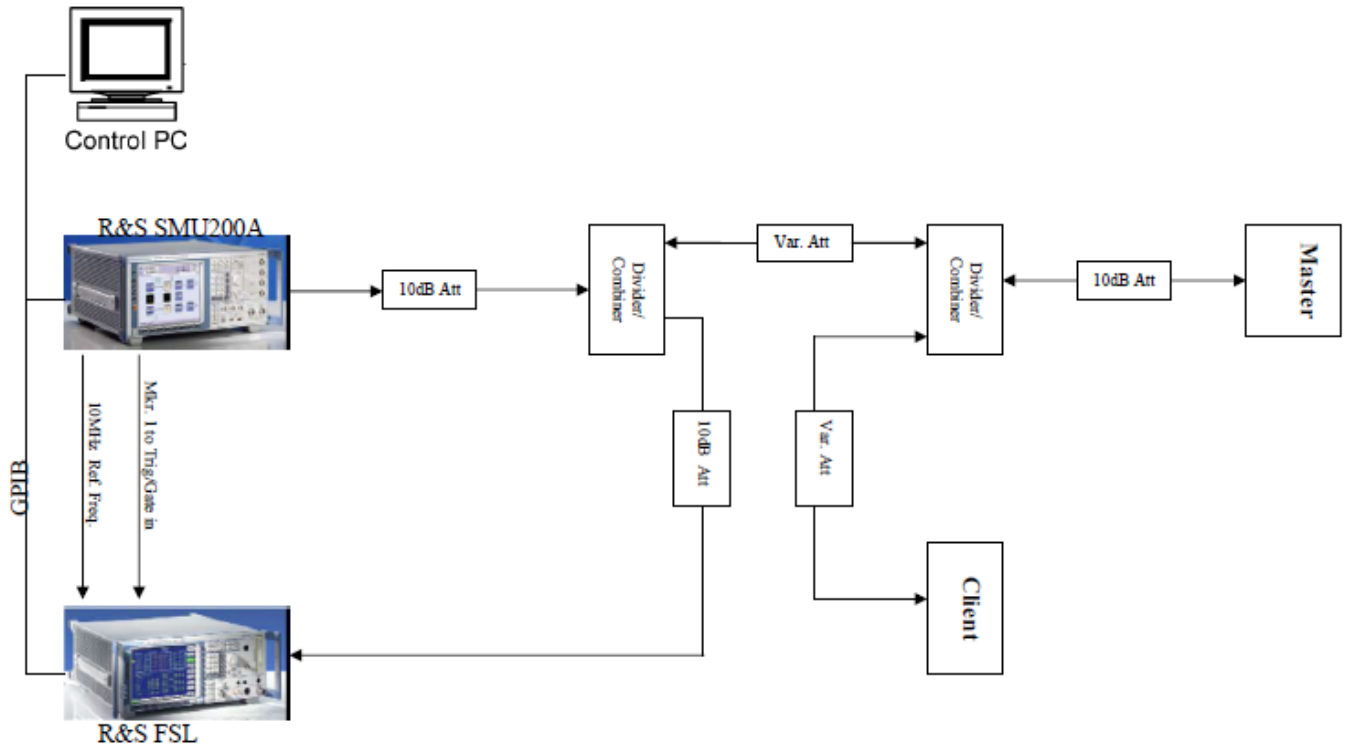 Control PC
R&S SMU200A
10dB Att
Divider/
Combiner
Var. Att
Divider/
Combiner
10dB Att
Master
GPIB
10MHz Ref. Freq.
Mkr. 1 to Trig/Gate in
10dB Att
Var. Att
Client
R&S FSL